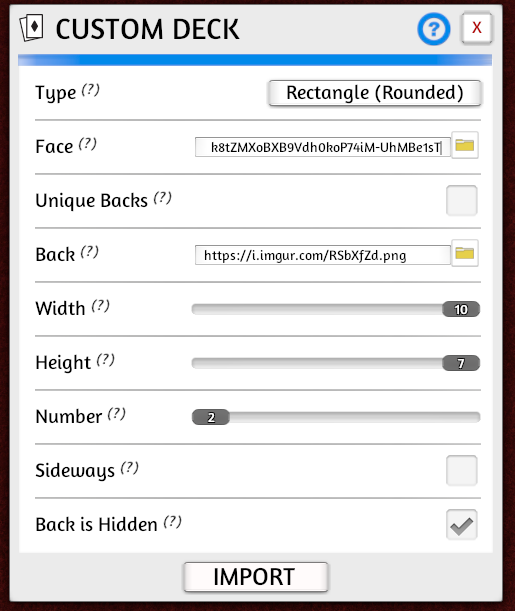 CUSTOM DECK ? X
Type (?) Rectangle (Rounded)
Face (?) k8tZMXoBXB9Vdh0koP74iM-UhMBe1sT
Unique Backs (?)
Back (?) https://i.imgur.com/RSbXfZd.png
Width (?) 10
Height (?) 7
Number (?) 2
Sideways (?)
Back is Hidden (?)
IMPORT